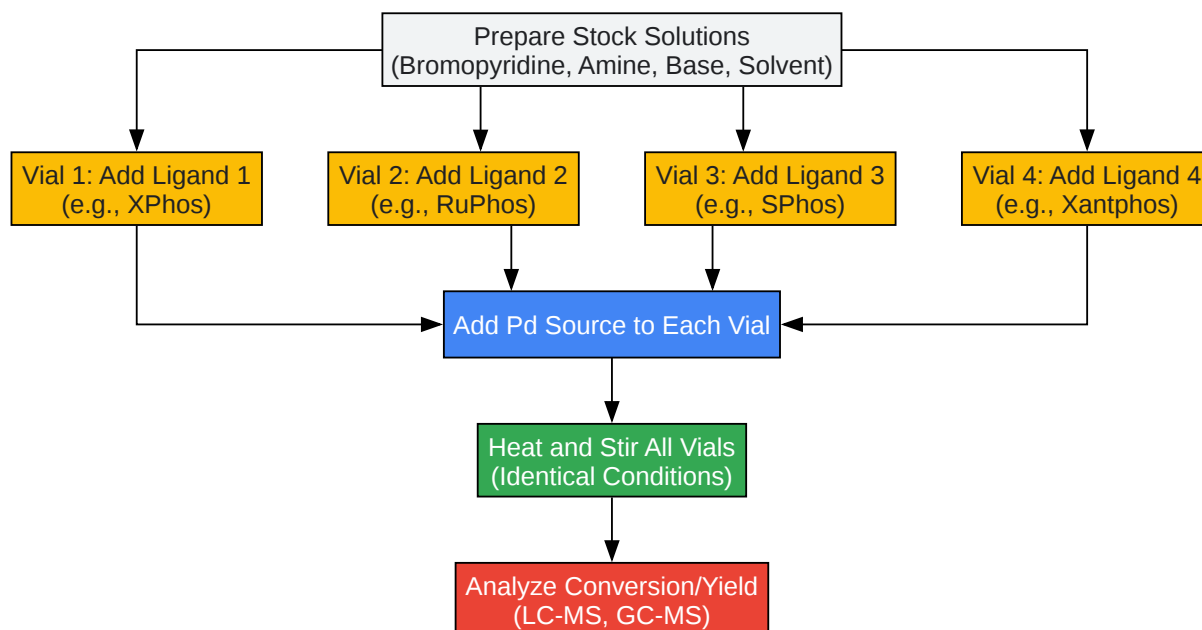 Prepare Stock Solutions
(Bromopyridine, Amine, Base, Solvent)
Vial 1: Add Ligand 1
(e.g., XPhos)
Vial 2: Add Ligand 2
(e.g., RuPhos)
Vial 3: Add Ligand 3
(e.g., SPhos)
Vial 4: Add Ligand 4
(e.g., Xantphos)
Add Pd Source to Each Vial
Heat and Stir All Vials
(Identical Conditions)
Analyze Conversion/Yield
(LC-MS, GC-MS)